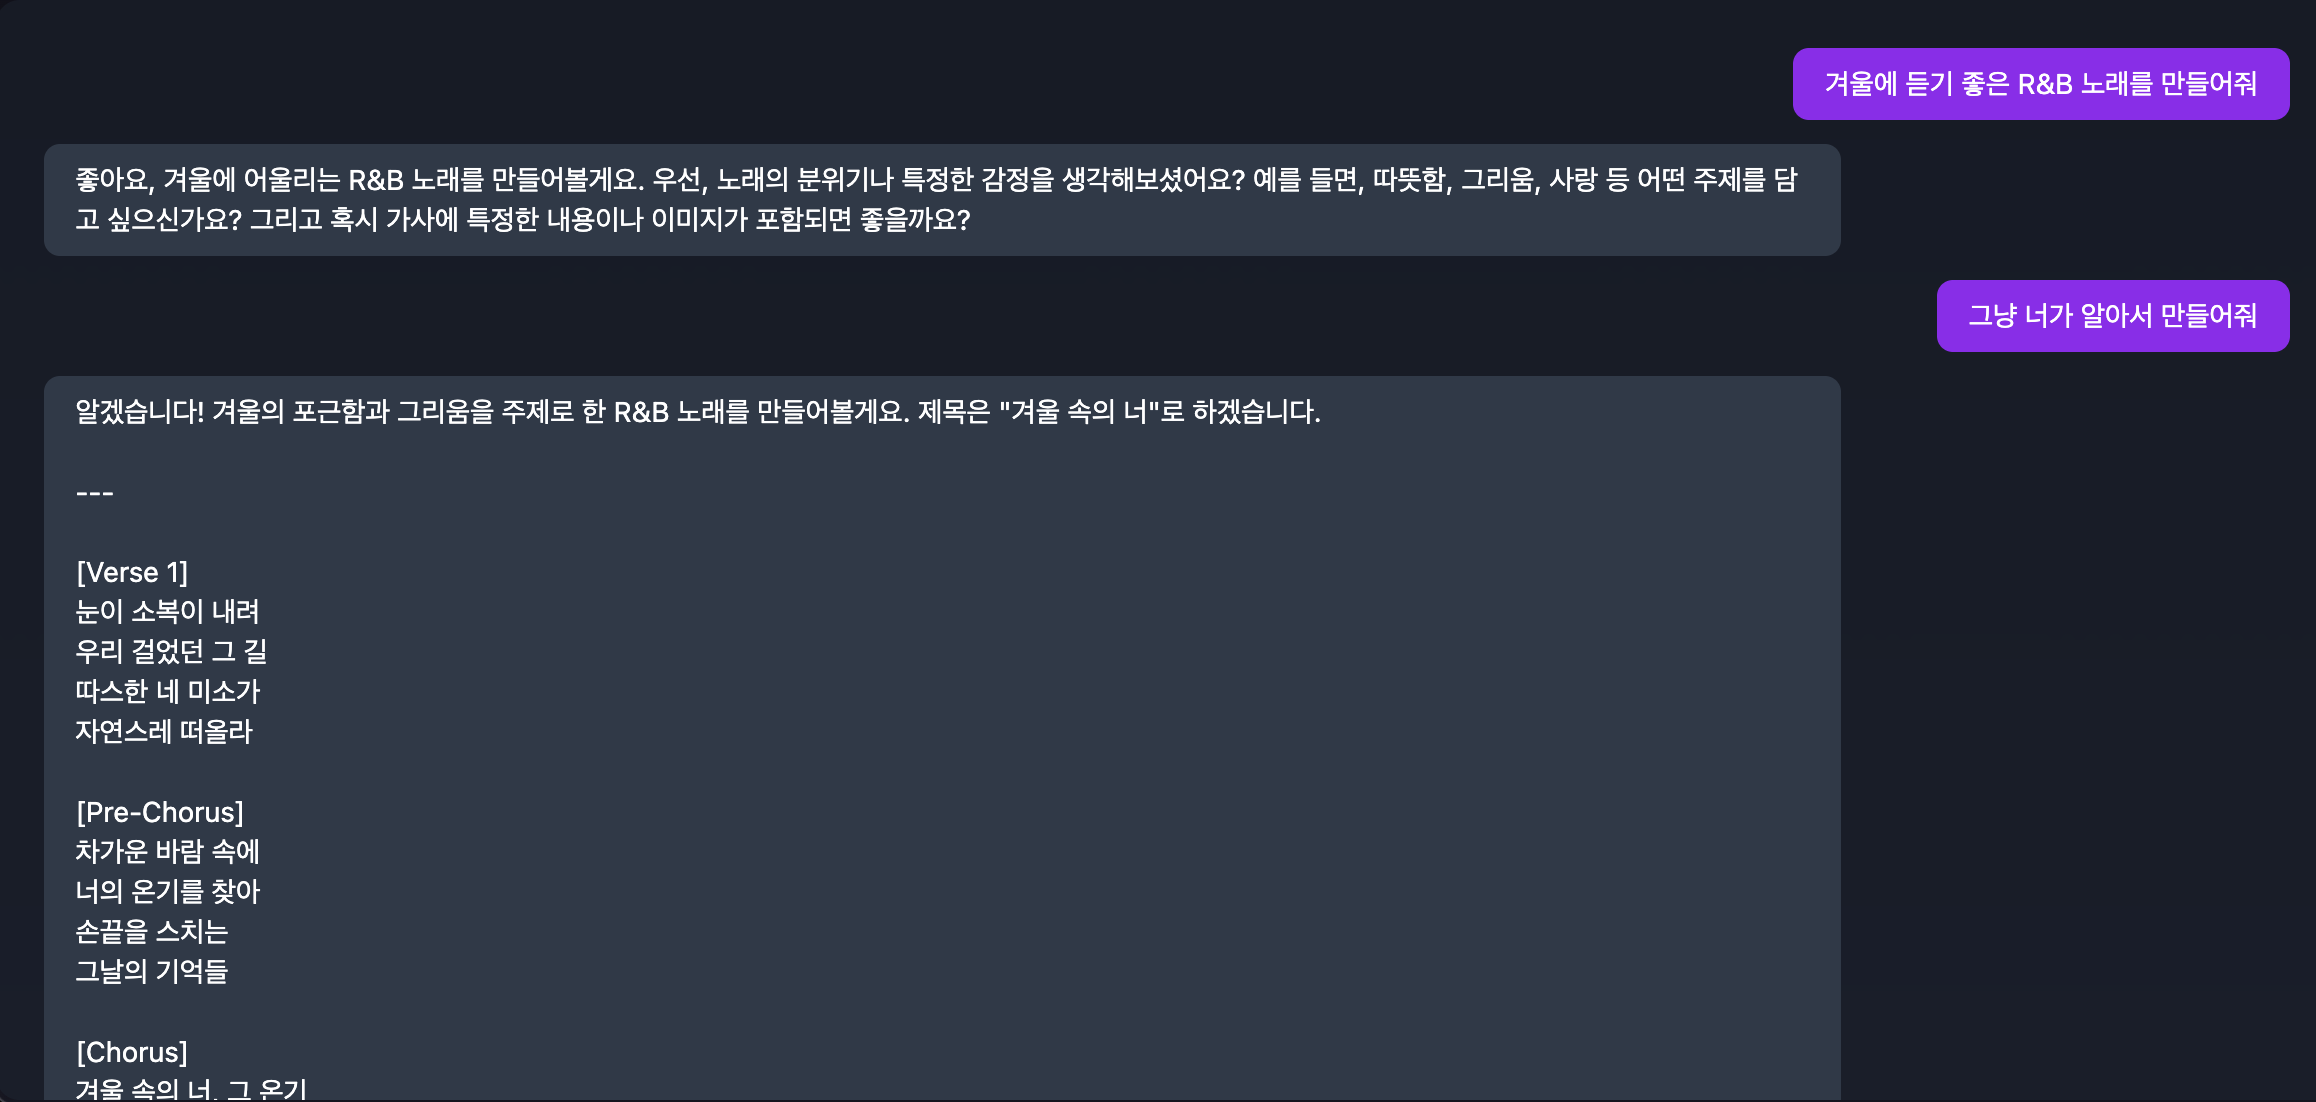 겨울에 듣기 좋은 R&B 노래를 만들어줘
좋아요, 겨울에 어울리는 R&B 노래를 만들어볼게요. 우선, 노래의 분위기나 특정한 감정을 생각해보셨어요? 예를 들면, 따뜻함, 그리움, 사랑 등 어떤 주제를 담
고 싶으신가요? 그리고 혹시 가사에 특정한 내용이나 이미지가 포함되면 좋을까요?
그냥 너가 알아서 만들어줘
알겠습니다! 겨울의 포근함과 그리움을 주제로 한 R&B 노래를 만들어볼게요. 제목은 "겨울 속의 너"로 하겠습니다.
---
[Verse 1]
눈이 소복이 내려
우리 걸었던 그 길
따스한 네 미소가
자연스레 떠올라
[Pre-Chorus]
차가운 바람 속에
너의 온기를 찾아
손끝을 스치는
그날의 기억들
[Chorus]
겨울 속의 너, 그 온기